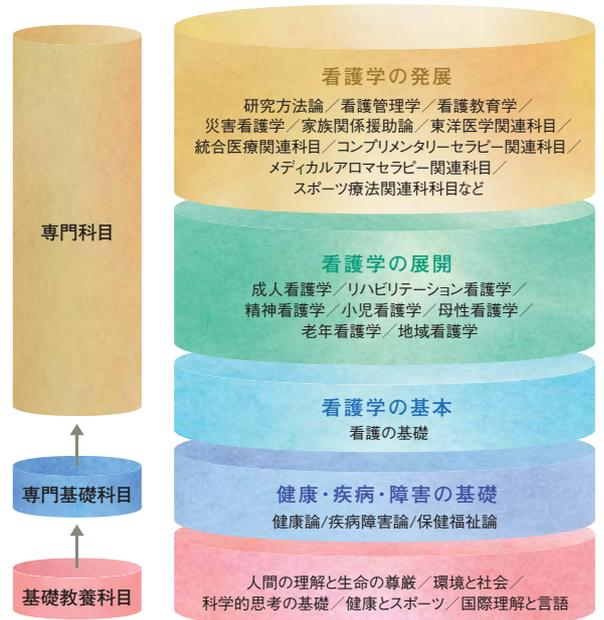 専門科目
専門基礎科目
基礎教養科目
看護学の発展
研究方法論／看護管理学／看護教育学／
災害看護学／家族関係援助論／東洋医学関連科目／
統合医療関連科目／コンプリメンタリーセラピー関連科目／
メディカルアロマセラピー関連科目／
スポーツ療法関連科科目など
看護学の展開
成人看護学／リハビリテーション看護学／
精神看護学／小児看護学／母性看護学／
老年看護学／地域看護学
看護学の基本
看護の基礎
健康・疾病・障害の基礎
健康論/疾病障害論/保健福祉論
人間の理解と生命の尊厳／環境と社会／
科学的思考の基礎／健康とスポーツ／国際理解と言語